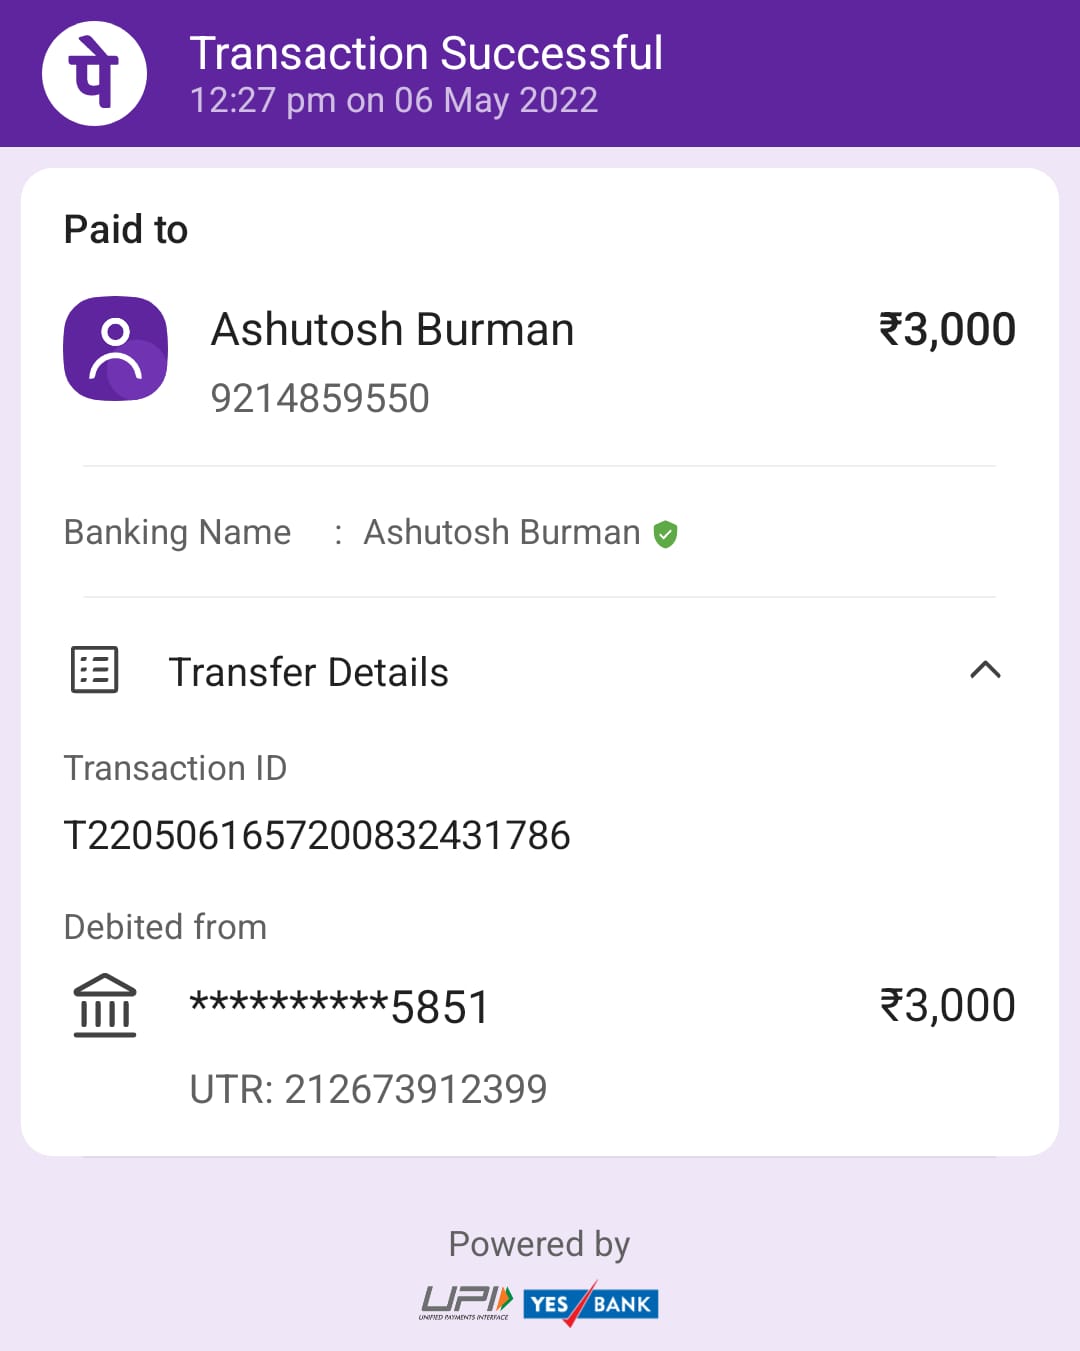 पे
Transaction Successful
12:27 pm on 06 May 2022
Paid to
Ashutosh Burman ₹3,000
9214859550
Banking Name : Ashutosh Burman
Transfer Details
Transaction ID
T2205061657200832431786
Debited from
**********5851 ₹3,000
UTR: 212673912399
Powered by
UPI YES BANK
UNIFIED PAYMENTS INTERFACE